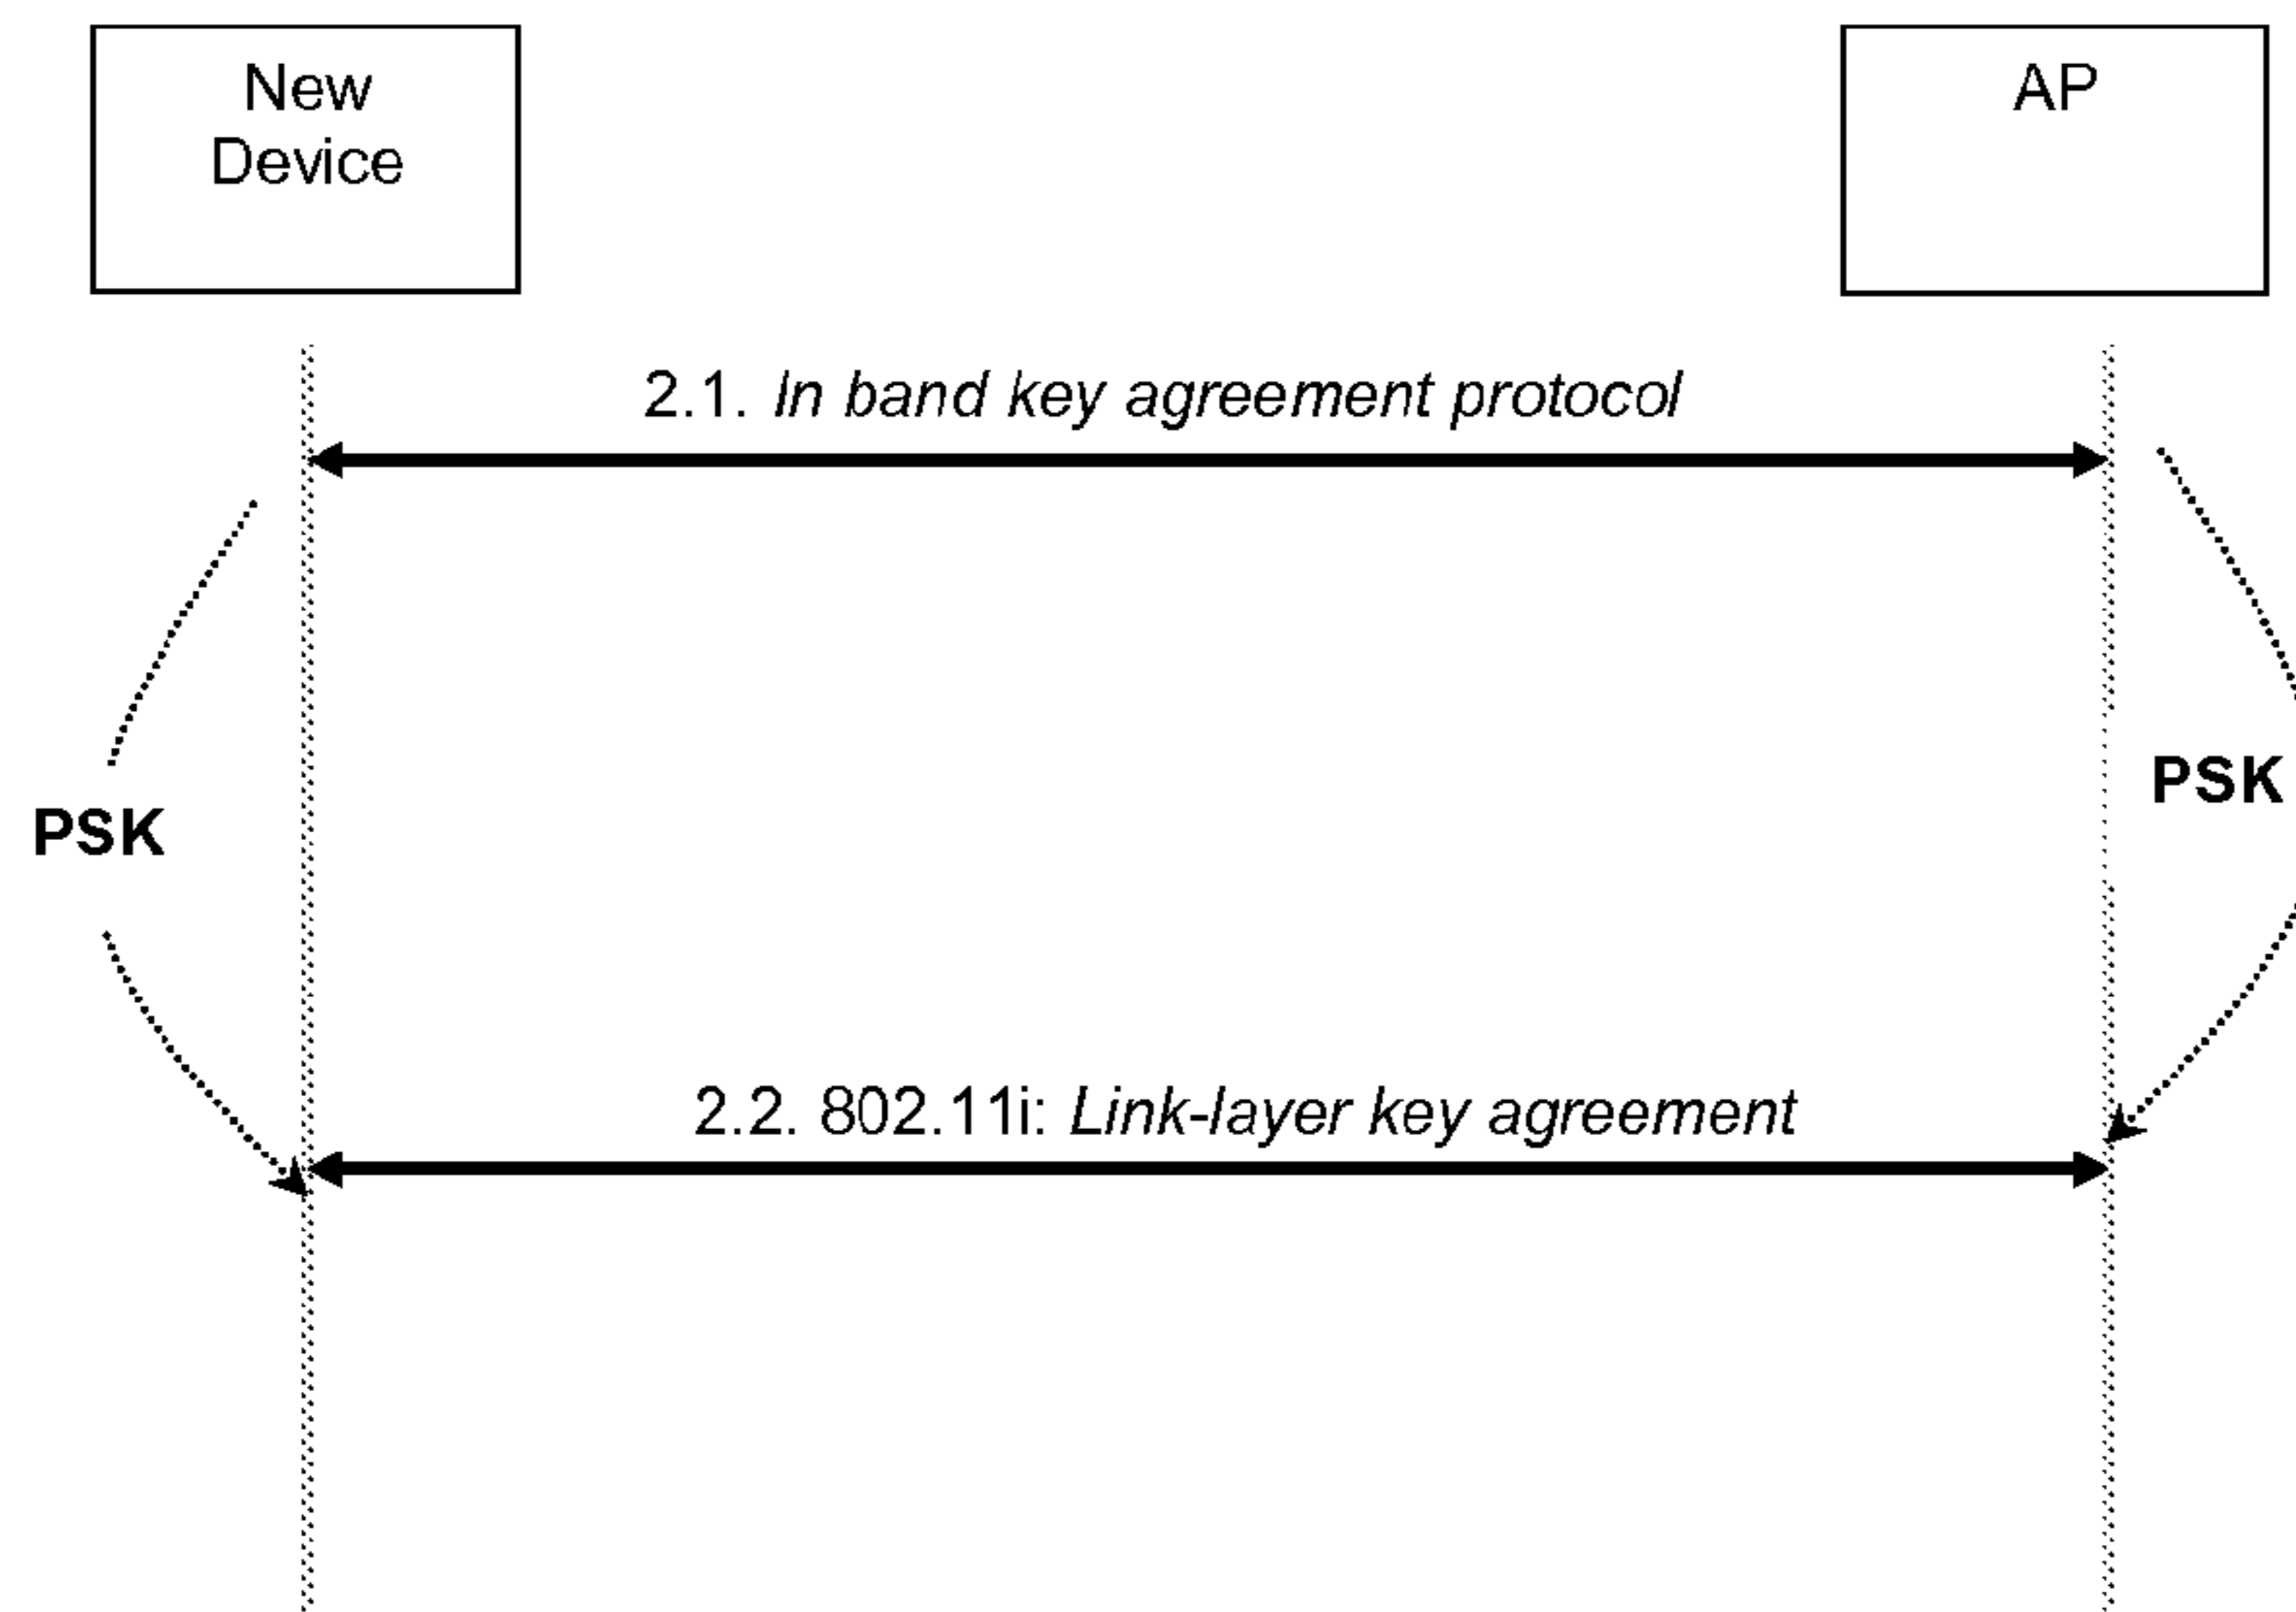 New
Device
AP
2.1. In band key agreement protocol
PSK
PSK
2.2. 802.11i: Link-layer key agreement